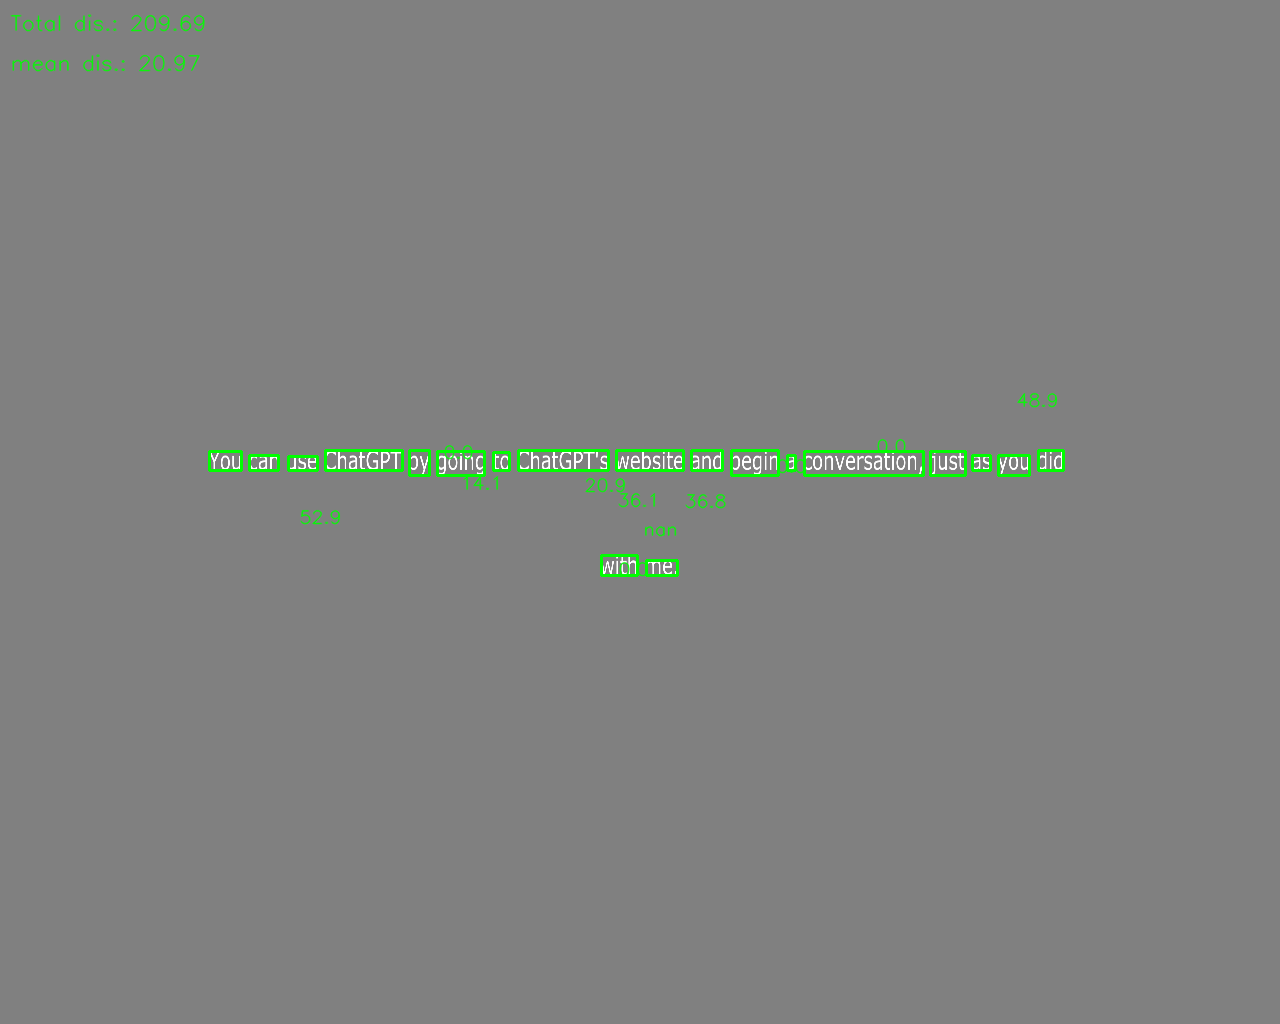 Total dis.: 209.69
mean dis.: 20.97
48.9
0.0
0.0
You can use ChatGPT by going to ChatGPT's website and begin a conversation, just as you did
14.1
20.9
36.1
36.8
52.9
nan
with me.